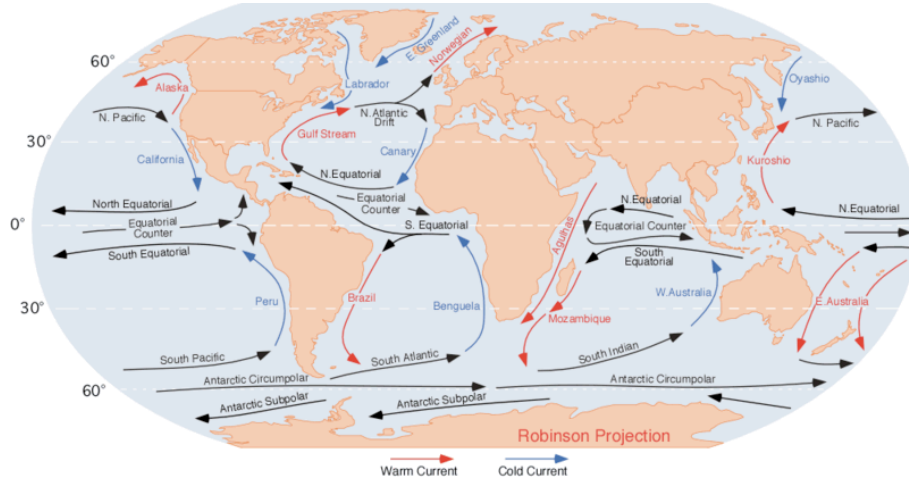 E. Greenland
Norwegian
60°
Alaska
Labrador
Oyashio
N. Pacific
N. Atlantic
Drift
N. Pacific
Gulf Stream
30°
California
Canary
Kuroshio
N.Equatorial
North Equatorial
Equatorial
Counter
N.Equatorial
N.Equatorial
0°
Equatorial
Counter
S. Equatorial
Agulhas
Equatorial Counter
South Equatorial
South
Equatorial
Peru
Brazil
Benguela
W.Australia
E.Australia
30°
Mozambique
South Pacific
South Atlantic
South Indian
Antarctic Circumpolar
Antarctic Circumpolar
60°
Antarctic Subpolar
Antarctic Subpolar
Robinson Projection
Warm Current
Cold Current